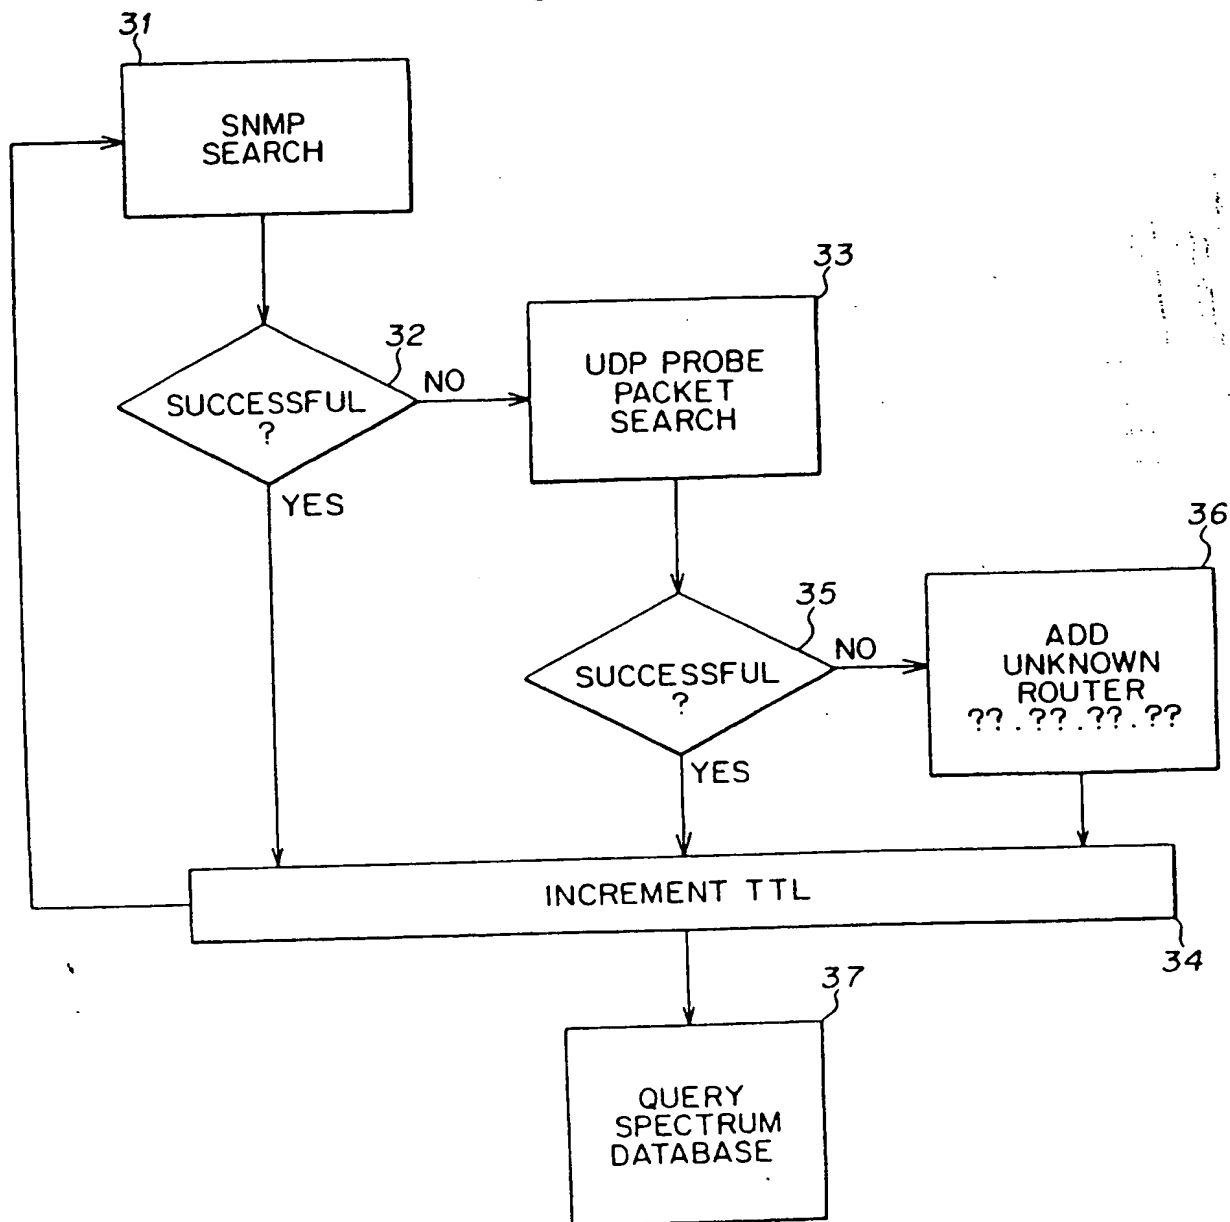 31
SNMP
SEARCH
33
32
SUCCESSFUL
?
NO
UDP PROBE
PACKET
SEARCH
YES
36
35
SUCCESSFUL
?
NO
ADD
UNKNOWN
ROUTER
??.??.??.??
YES
INCREMENT TTL
34
37
QUERY
SPECTRUM
DATABASE